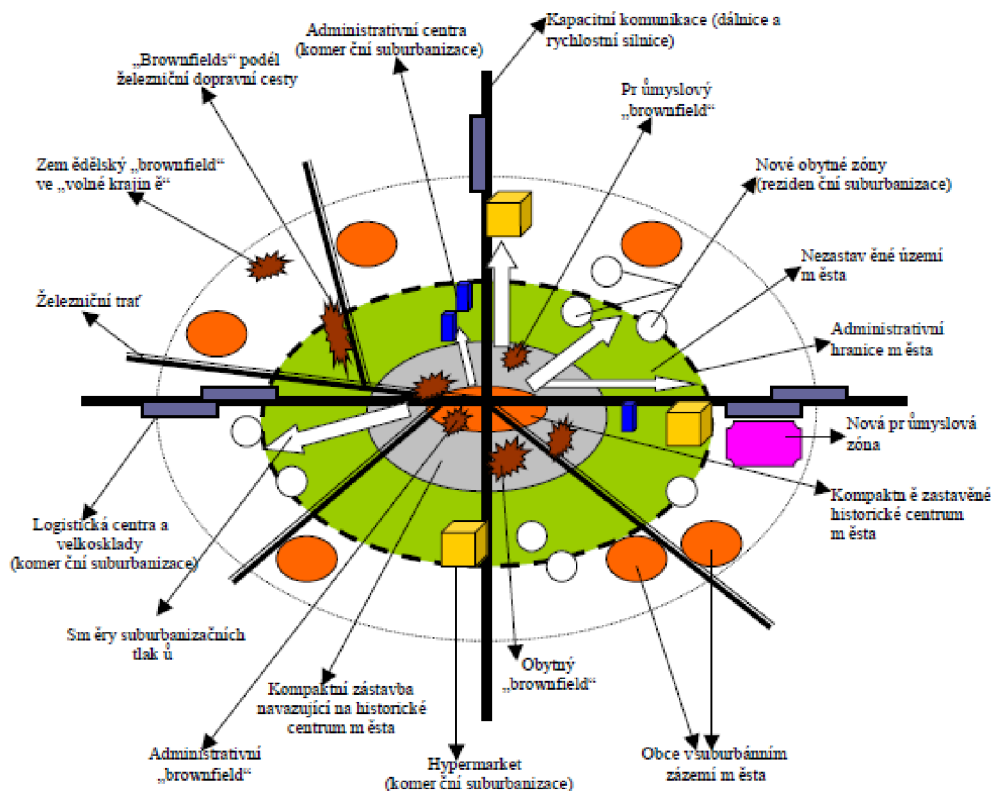 Administrativní centra
(komer ční suburbanizace)
Kapacitní komunikace (dálnice a
rychlostní silnice)
„Brownfields“ podél
železniční dopravní cesty
Pr ůmyslový
„brownfield“
Zem ědělský „brownfield“
ve „volné krajin ě“
Nové obytné zóny
(reziden ční suburbanizace)
Nezastav ěné území
m ěsta
Železniční trať
Administrativní
hranice m ěsta
Nová pr ůmyslová
zóna
Kompaktn ě zastavěné
historické centrum
m ěsta
Logistická centra a
velkosklady
(komer ční suburbanizace)
Sm ěry suburbanizačních
tlak ů
Kompaktní zástavba
navazující na historické
centrum m ěsta
Obytný
„brownfield“
Administrativní
„brownfield“
Hypermarket
(komer ční suburbanizace)
Obce v suburbánním
zázemí m ěsta